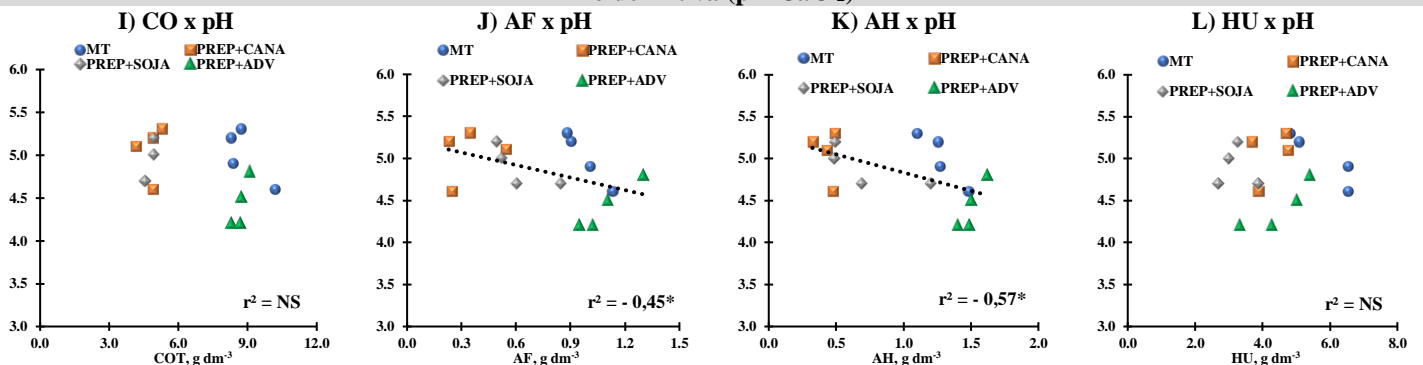 I) CO x pH
MT PREP+CANA
PREP+SOJA PREP+ADV
6.0
5.5
5.0
4.5
4.0
3.5
3.0
0.0 3.0 6.0 9.0 12.0
COT, g dm-3
r² = NS
J) AF x pH
MT PREP+CANA
PREP+SOJA PREP+ADV
6.0
5.5
5.0
4.5
4.0
3.5
3.0
0.0 0.3 0.6 0.9 1.2 1.5
AF, g dm-3
r² = - 0,45*
K) AH x pH
MT PREP+CANA
PREP+SOJA PREP+ADV
6.0
5.5
5.0
4.5
4.0
3.5
3.0
0.0 0.5 1.0 1.5 2.0
AH, g dm-3
r² = - 0,57*
L) HU x pH
MT PREP+CANA
PREP+SOJA PREP+ADV
6.0
5.5
5.0
4.5
4.0
3.5
3.0
0.0 2.0 4.0 6.0 8.0
HU, g dm-3
r² = NS